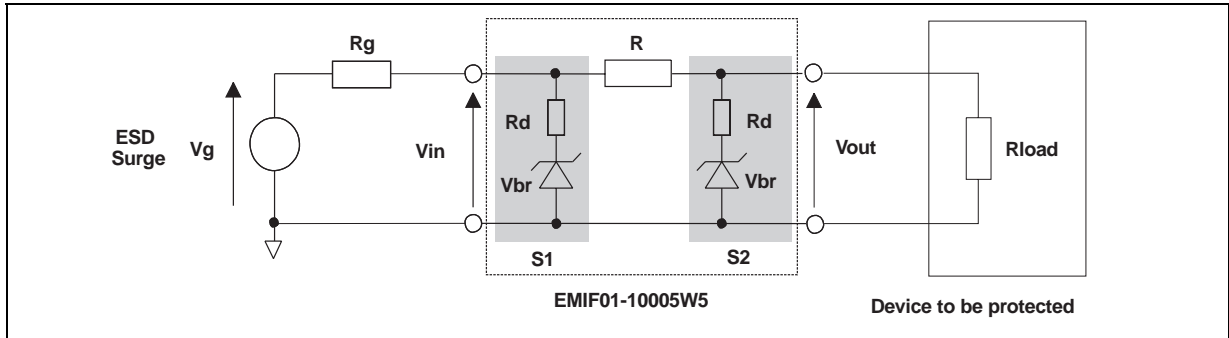 Rg
R
Rd
Rd
ESD
Surge
Vg
Vin
Vout
Rload
Vbr
Vbr
S1
S2
EMIF01-10005W5
Device to be protected